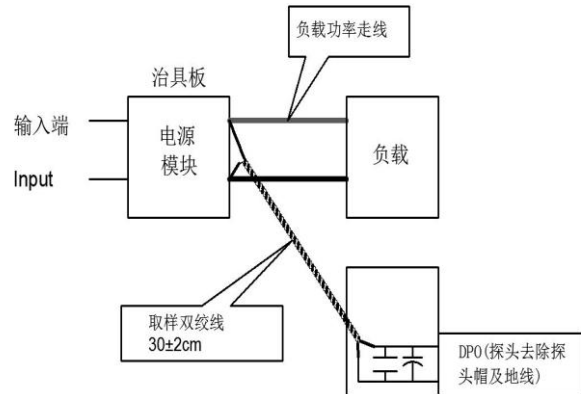 负载功率走线
治具板
输入端
Input
电源
模块
负载
取样双绞线
30±2cm
DPO(探头去除探
头帽及地线)